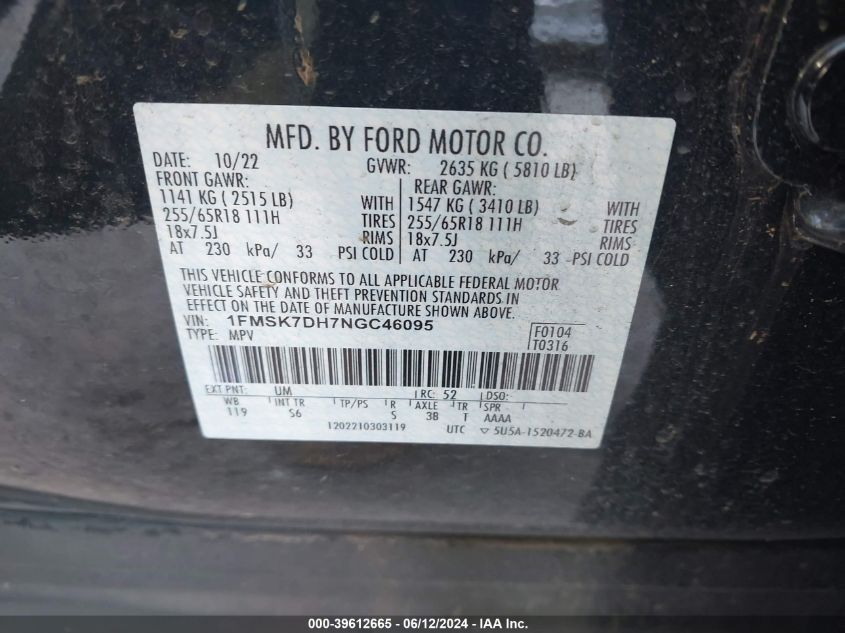 MFD. BY FORD MOTOR CO.
DATE: 10/22 GVWR: 2635 KG ( 5810 LB)
FRONT GAWR: REAR GAWR:
1141 KG ( 2515 LB) WITH 1547 KG ( 3410 LB) WITH
255/65R18 111H TIRES 255/65R18 111H TIRES
18x7.5J RIMS 18x7.5J RIMS
AT 230 kPa/ 33 PSI COLD AT 230 kPa/ 33 PSI COLD
THIS VEHICLE CONFORMS TO ALL APPLICABLE FEDERAL MOTOR
VEHICLE SAFETY AND THEFT PREVENTION STANDARDS IN
EFFECT ON THE DATE OF MANUFACTURE SHOWN ABOVE.
VIN: 1FMSK7DH7NGC46095 F0104
TYPE: MPV T0316
EXT PNT: UM RC: 52 DSO:
WB INT TR TP/PS R AXLE TR SPR
119 S6 5 3B T AAAA
1202210303119 UTC ▽ 5U5A-1520472-BA
000-39612665 - 06/12/2024 - IAA Inc.